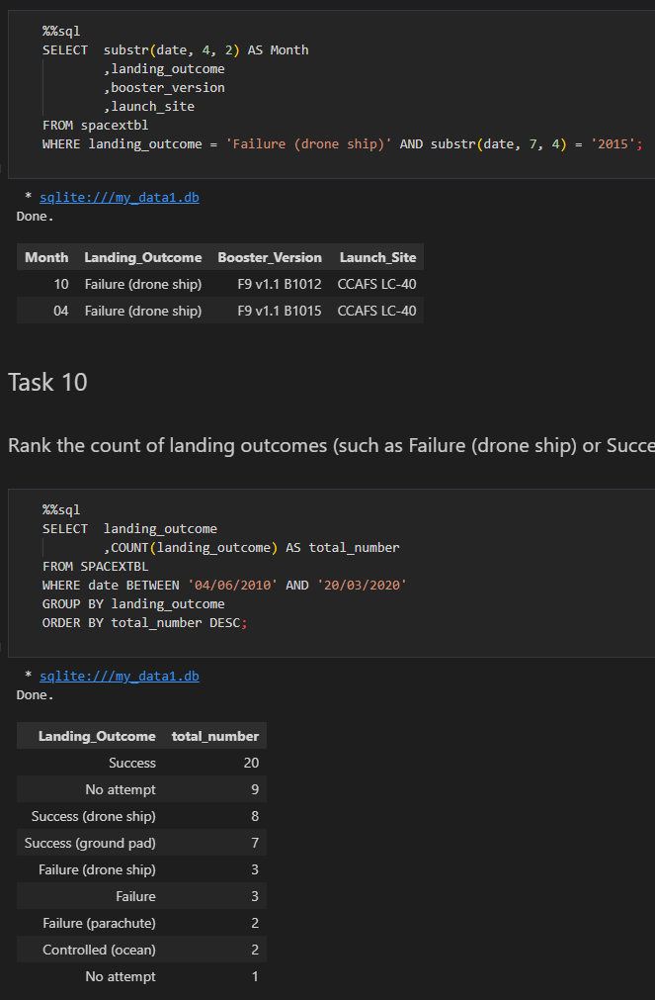 %%sql
SELECT  substr(date, 4, 2) AS Month
        ,landing_outcome
        ,booster_version
        ,launch_site
FROM spacextbl
WHERE landing_outcome = 'Failure (drone ship)' AND substr(date, 7, 4) = '2015';
* sqlite:///my_data1.db
Done.
Month Landing_Outcome Booster_Version Launch_Site
10 Failure (drone ship) F9 v1.1 B1012 CCAFS LC-40
04 Failure (drone ship) F9 v1.1 B1015 CCAFS LC-40
Task 10
Rank the count of landing outcomes (such as Failure (drone ship) or Succe
%%sql
SELECT  landing_outcome
        ,COUNT(landing_outcome) AS total_number
FROM SPACEXTBL
WHERE date BETWEEN '04/06/2010' AND '20/03/2020'
GROUP BY landing_outcome
ORDER BY total_number DESC;
* sqlite:///my_data1.db
Done.
Landing_Outcome total_number
Success 20
No attempt 9
Success (drone ship) 8
Success (ground pad) 7
Failure (drone ship) 3
Failure 3
Failure (parachute) 2
Controlled (ocean) 2
No attempt 1